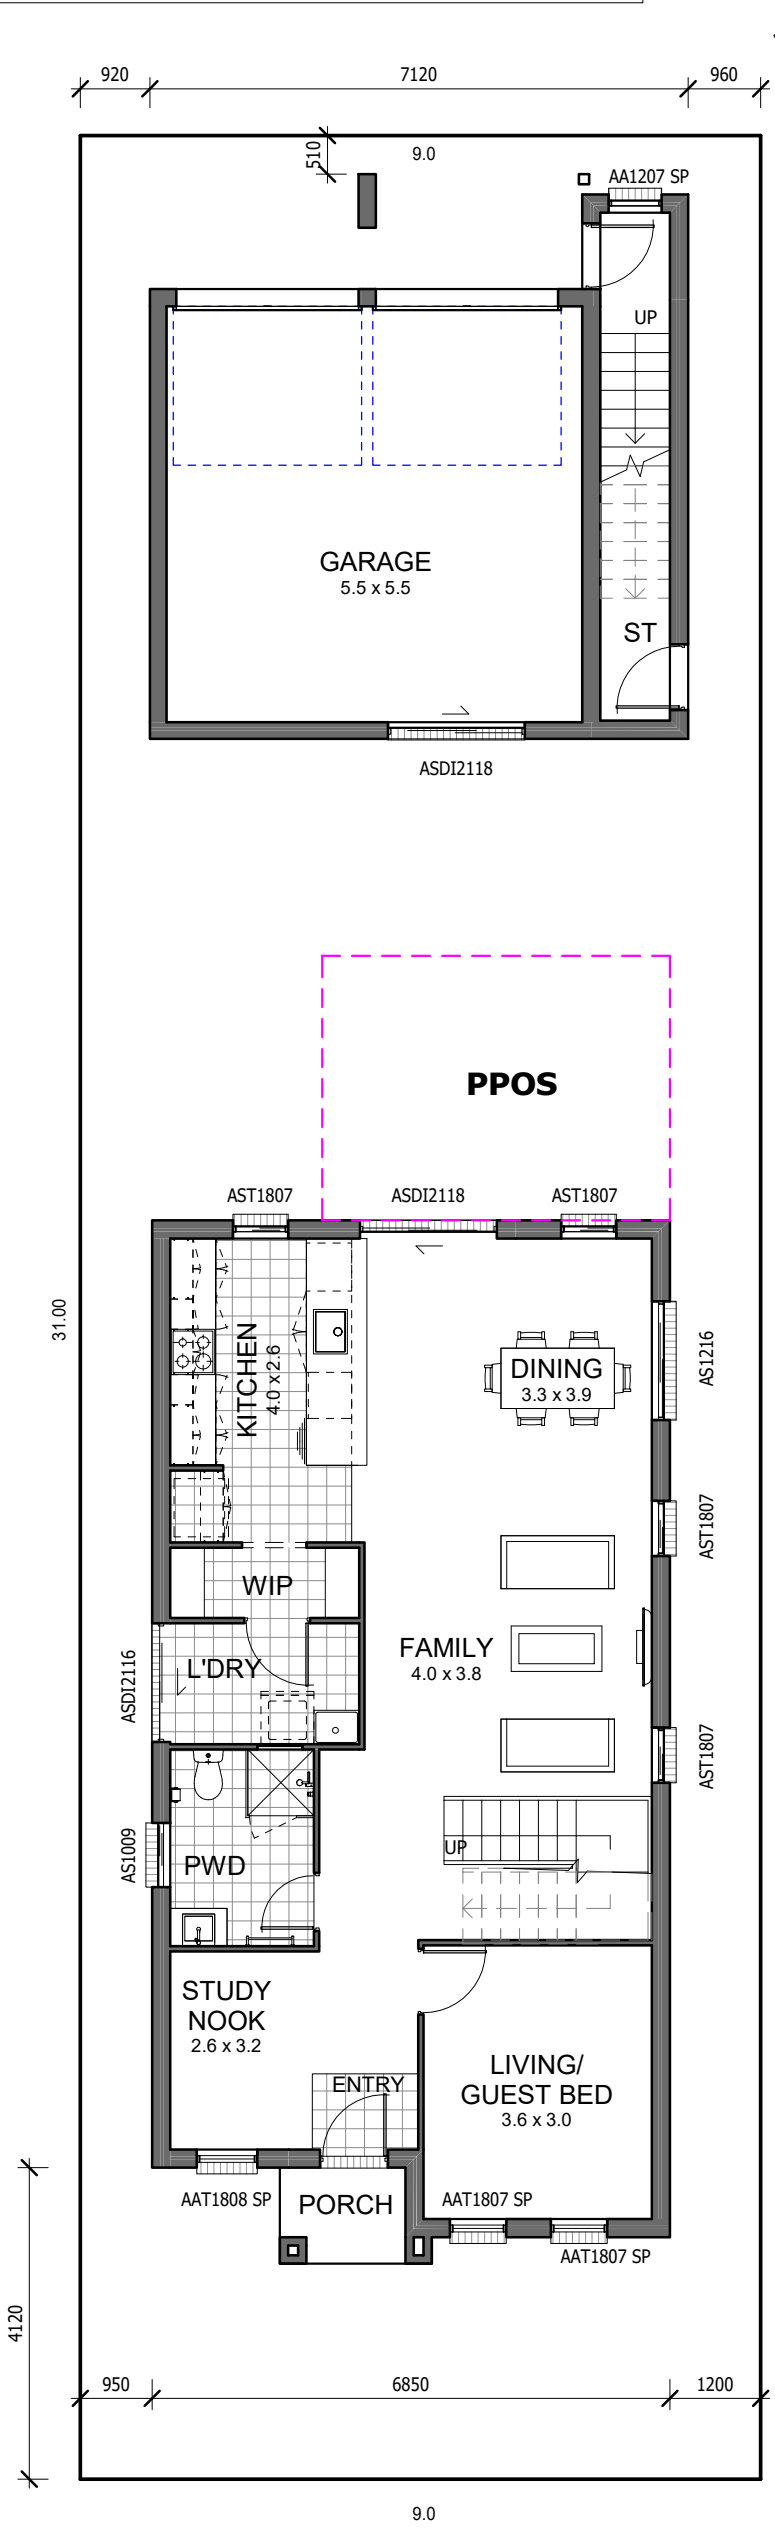 920
7120
960
510
9.0
AA1207 SP
UP
GARAGE
5.5 x 5.5
ST
ASDI2118
PPOS
AST1807
ASDI2118
AST1807
31.00
KITCHEN
4.0 x 2.6
DINING
3.3 x 3.9
AS1216
AST1807
WIP
FAMILY
4.0 x 3.8
L'DRY
ASDI2116
AST1807
UP
AS1009
PWD
STUDY
NOOK
2.6 x 3.2
LIVING/
GUEST BED
3.6 x 3.0
ENTRY
AAT1808 SP
PORCH
AAT1807 SP
AAT1807 SP
4120
950
6850
1200
9.0